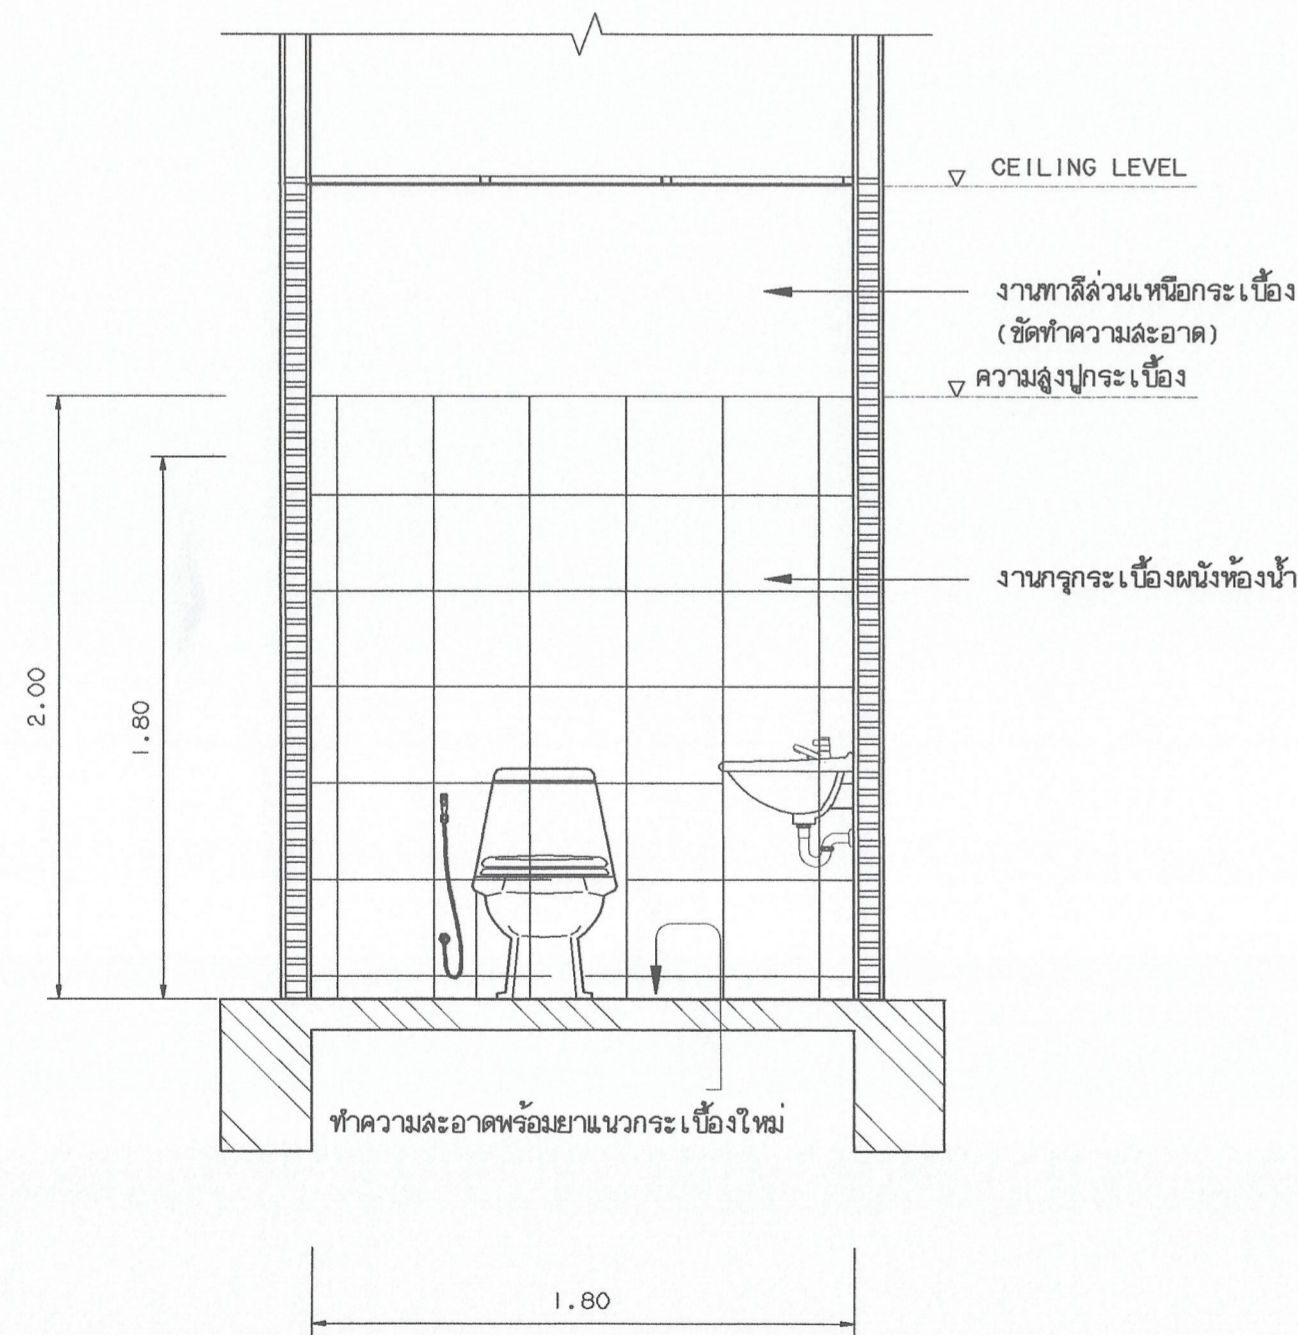 CEILING LEVEL
งานทาสีส่วนเหนือกระเบื้อง
(ขัดทำความสะอาด)
ความสูงปูกระเบื้อง
งานกรุกระเบื้องผนังห้องน้ำ
2.00
1.80
ทำความสะอาดพร้อมยาแนวกระเบื้องใหม่
1.80